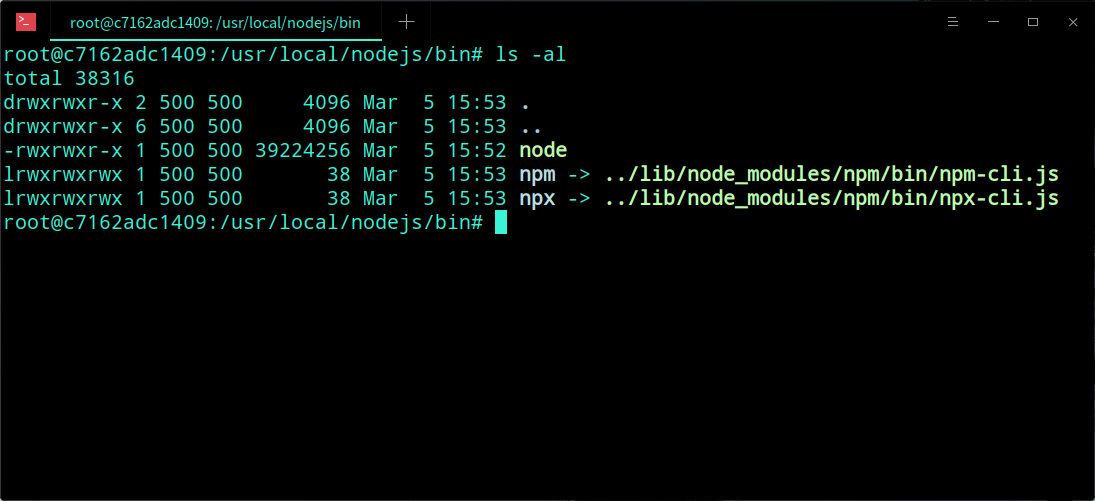 >_ root@c7162adc1409: /usr/local/nodejs/bin
root@c7162adc1409:/usr/local/nodejs/bin# ls -al
total 38316
drwxrwxr-x 2 500 500     4096 Mar  5 15:53 .
drwxrwxr-x 6 500 500     4096 Mar  5 15:53 ..
-rwxrwxr-x 1 500 500 39224256 Mar  5 15:52 node
lrwxrwxrwx 1 500 500       38 Mar  5 15:53 npm -> ../lib/node_modules/npm/bin/npm-cli.js
lrwxrwxrwx 1 500 500       38 Mar  5 15:53 npx -> ../lib/node_modules/npm/bin/npx-cli.js
root@c7162adc1409:/usr/local/nodejs/bin#